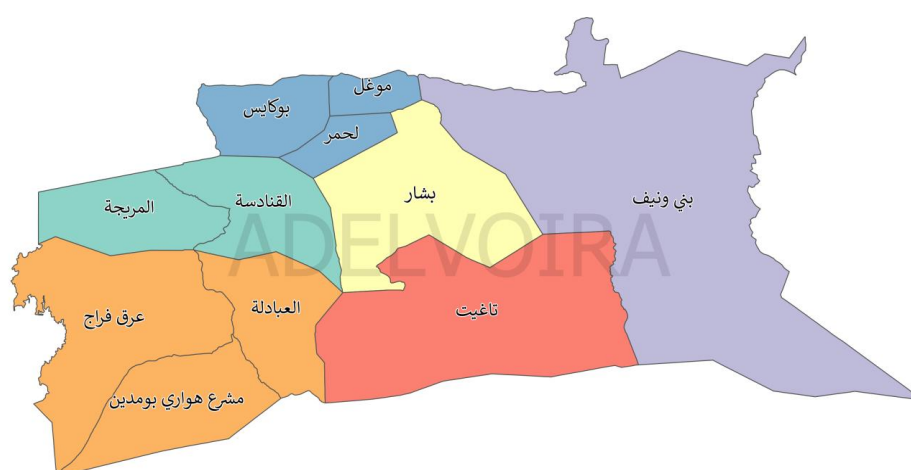 موغل
بوكايس
لحمر
بشار
بني ونيف
القنادسة
المريجة
ADELVOIRA
تاغيت
العبادلة
عرق فراج
مشرع هواري بومدين